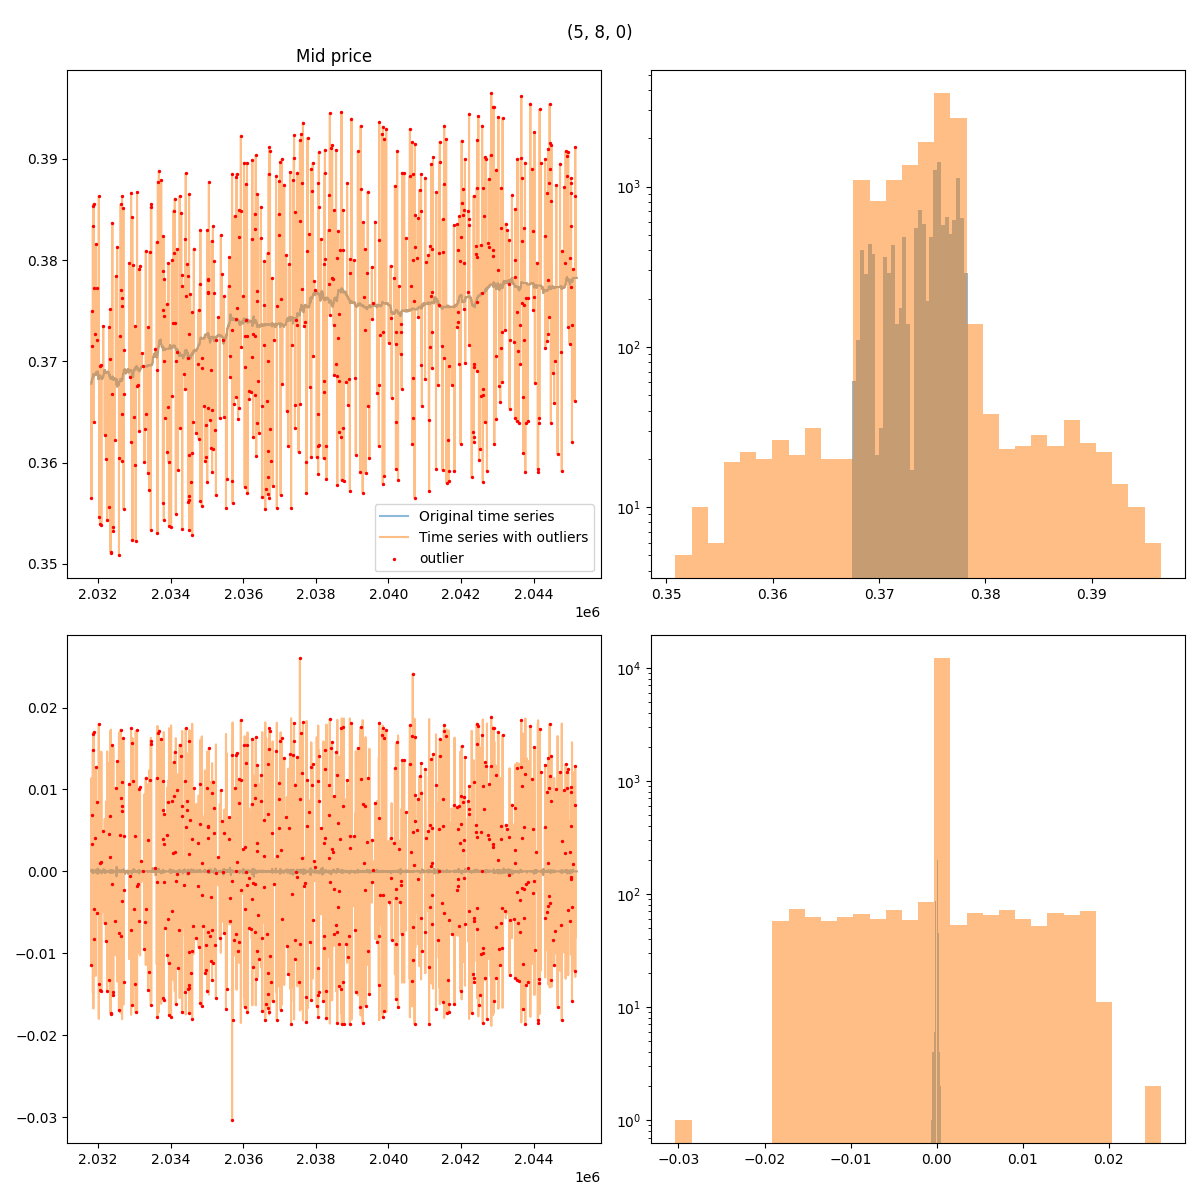 (5, 8, 0)
Mid price
0.39
0.38
0.37
0.36
0.35
Original time series
Time series with outliers
outlier
2.032 2.034 2.036 2.038 2.040 2.042 2.044
1e6
10³
10²
10¹
0.35 0.36 0.37 0.38 0.39
0.02
0.01
0.00
−0.01
−0.02
−0.03
2.032 2.034 2.036 2.038 2.040 2.042 2.044
1e6
10⁴
10³
10²
10¹
10⁰
−0.03 −0.02 −0.01 0.00 0.01 0.02